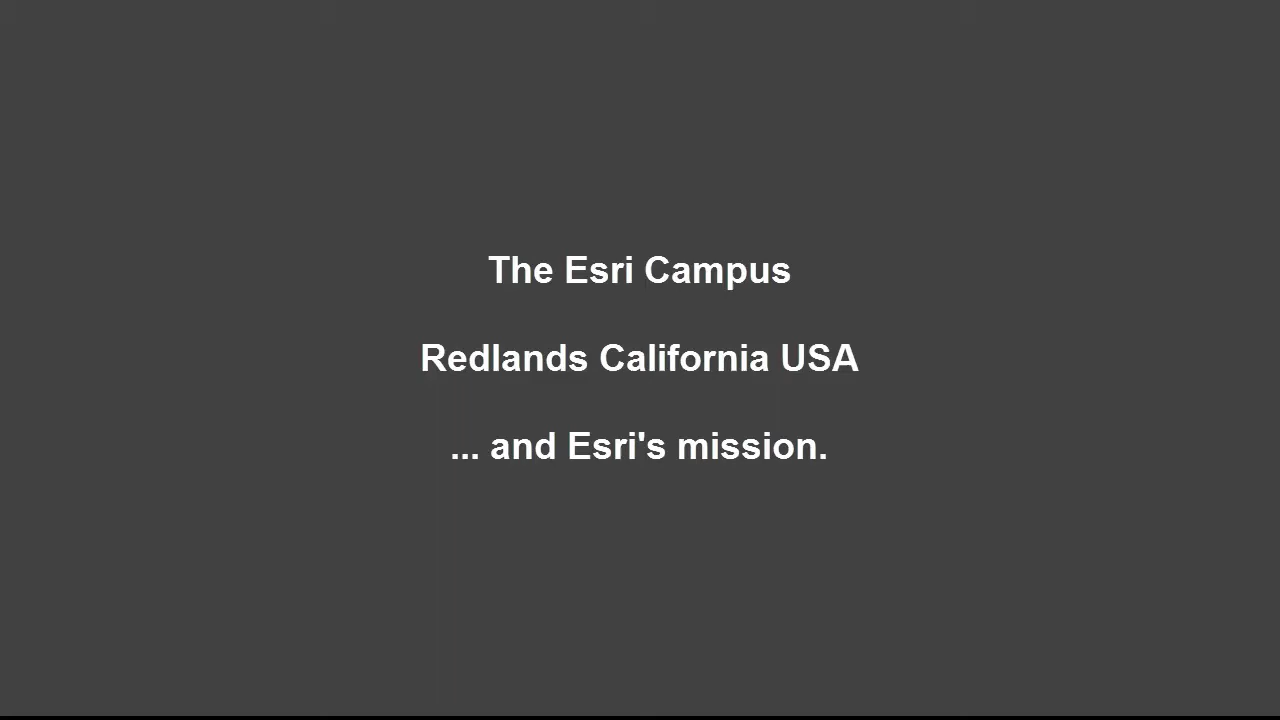 The Esri Campus
Redlands California USA
... and Esri's mission.